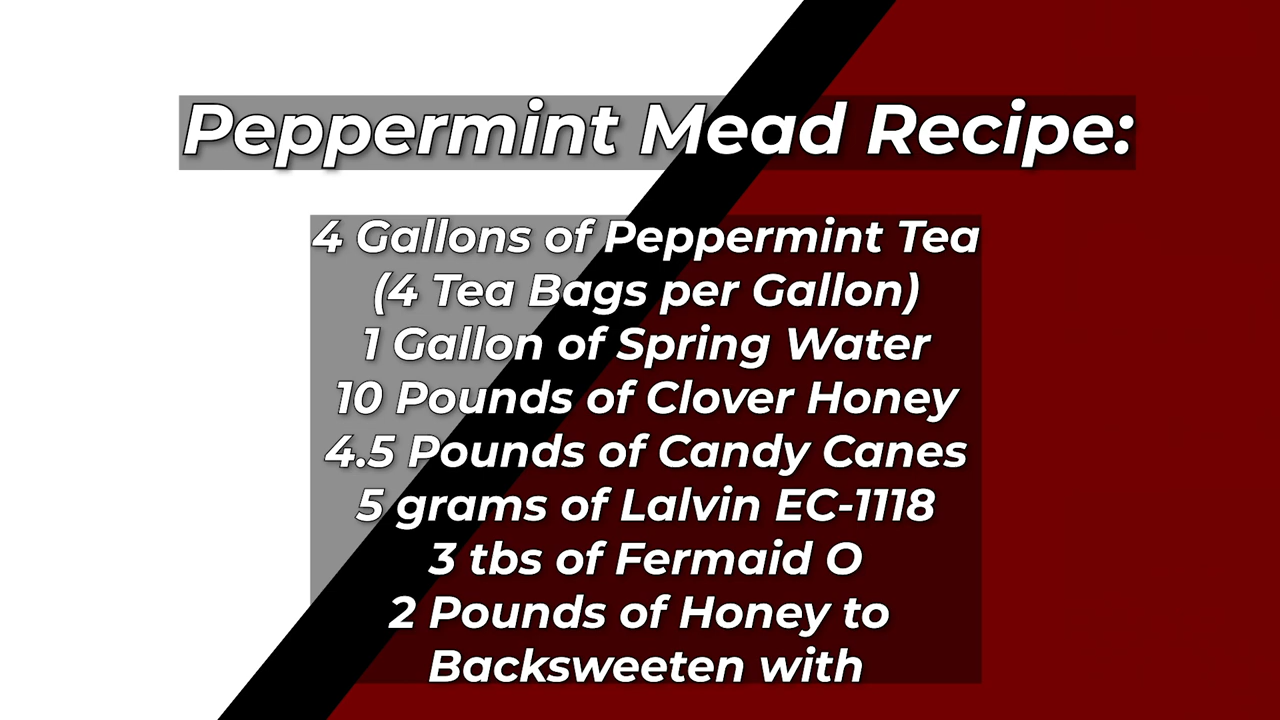 Peppermint Mead Recipe:
4 Gallons of Peppermint Tea
(4 Tea Bags per Gallon)
1 Gallon of Spring Water
10 Pounds of Clover Honey
4.5 Pounds of Candy Canes
5 grams of Lalvin EC-1118
3 tbs of Fermaid O
2 Pounds of Honey to
Backsweeten with